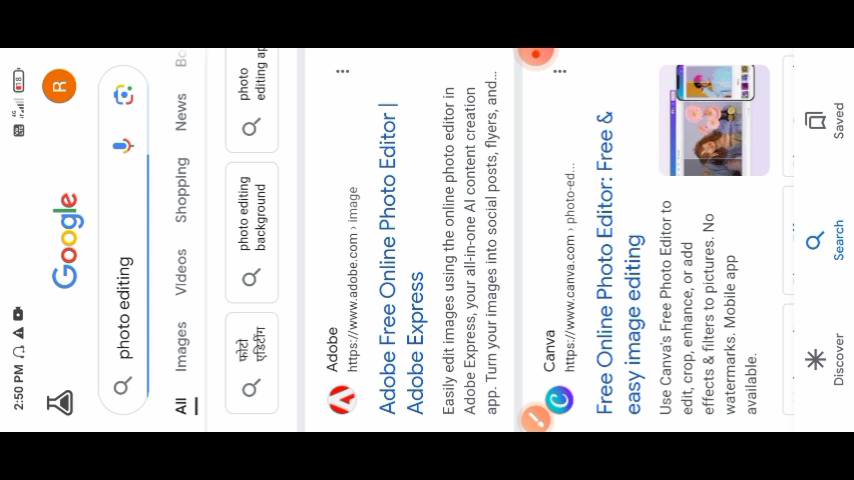 2:50 PM
18
Google
R
photo editing
All Images Videos Shopping News
फोटो
एडिटिंग
photo editing
background
photo
editing ap
Adobe
https://www.adobe.com › image
Adobe Free Online Photo Editor |
Adobe Express
Easily edit images using the online photo editor in
Adobe Express, your all-in-one AI content creation
app. Turn your images into social posts, flyers, and...
Canva
https://www.canva.com › photo-ed...
Free Online Photo Editor: Free &
easy image editing
Use Canva's Free Photo Editor to
edit, crop, enhance, or add
effects & filters to pictures. No
watermarks. Mobile app
available.
Discover Search Saved